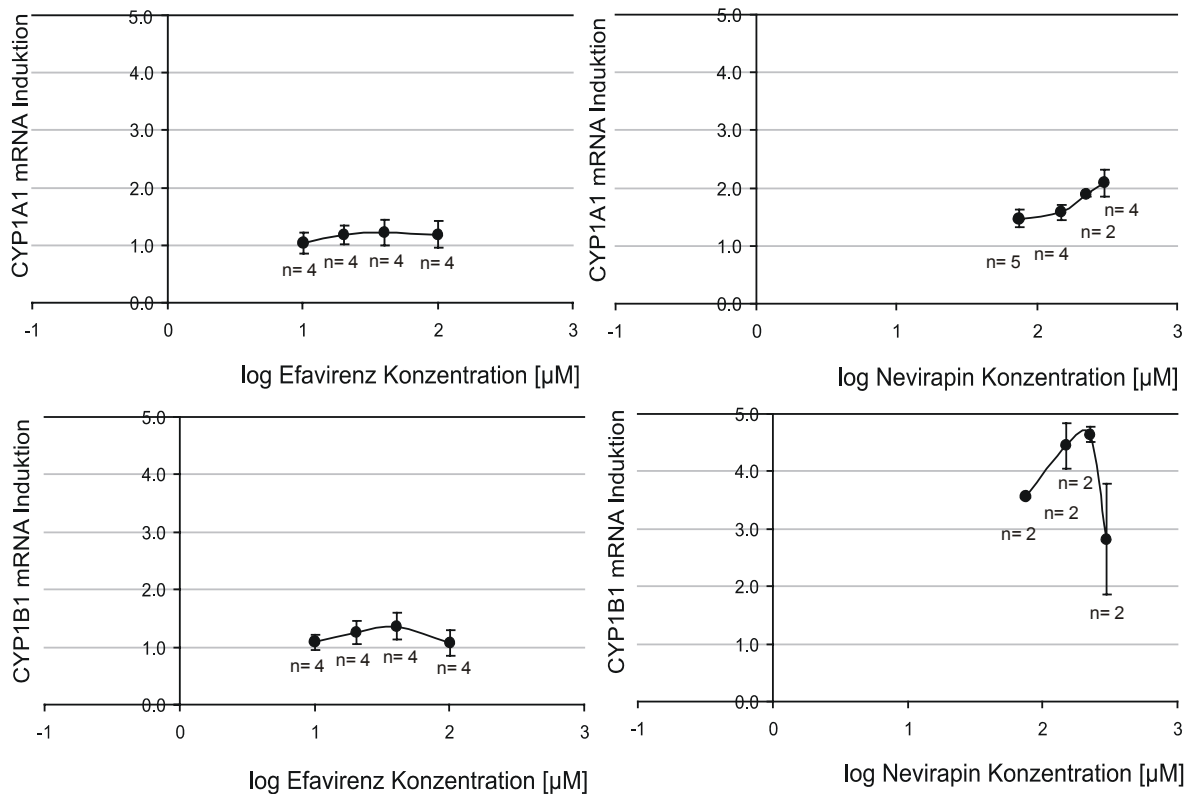 CYP1A1 mRNA Induktion
5.0
4.0
3.0
2.0
1.0
0.0
n= 4
n= 4
n= 4
n= 4
-1
0
1
2
3
log Efavirenz Konzentration [µM]
CYP1A1 mRNA Induktion
5.0
4.0
3.0
2.0
1.0
0.0
n= 5
n= 4
n= 2
n= 4
-1
0
1
2
3
log Nevirapin Konzentration [µM]
CYP1B1 mRNA Induktion
5.0
4.0
3.0
2.0
1.0
0.0
n= 4
n= 4
n= 4
n= 4
-1
0
1
2
3
log Efavirenz Konzentration [µM]
CYP1B1 mRNA Induktion
5.0
4.0
3.0
2.0
1.0
0.0
n= 2
n= 2
n= 2
n= 2
-1
0
1
2
3
log Nevirapin Konzentration [µM]